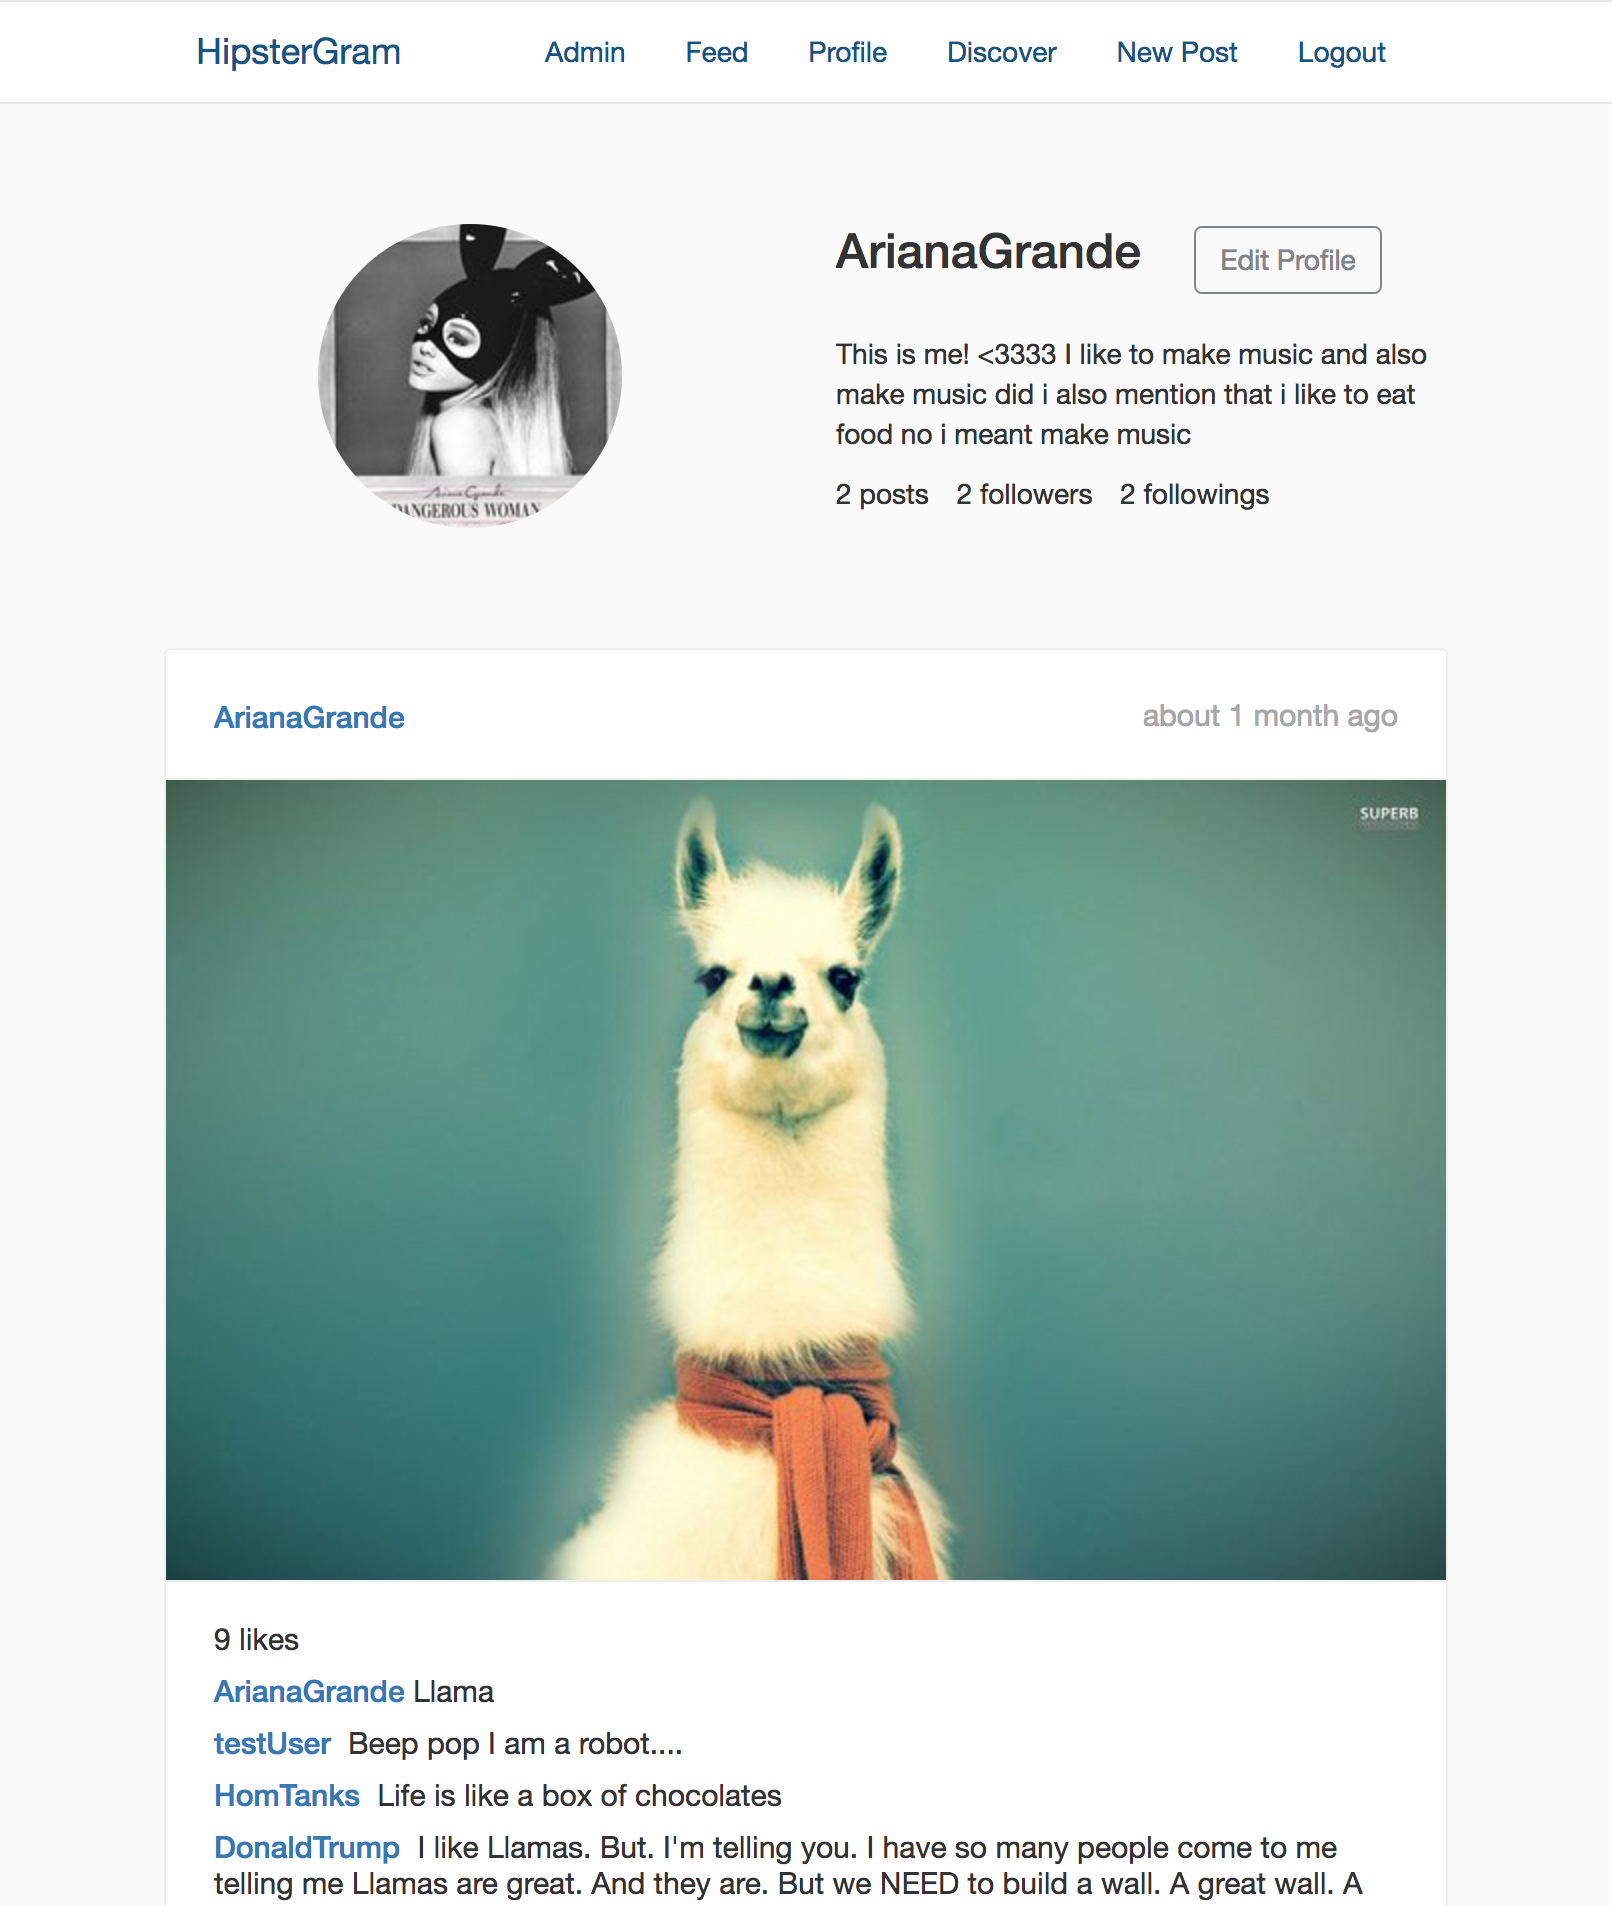 HipsterGram Admin Feed Profile Discover New Post Logout
ArianaGrande Edit Profile
This is me! <3333 I like to make music and also
make music did i also mention that i like to eat
food no i meant make music
2 posts 2 followers 2 followings
Ariana Grande
DANGEROUS WOMAN
ArianaGrande about 1 month ago
SUPERB
9 likes
ArianaGrande Llama
testUser Beep pop I am a robot....
HomTanks Life is like a box of chocolates
DonaldTrump I like Llamas. But. I'm telling you. I have so many people come to me
telling me Llamas are great. And they are. But we NEED to build a wall. A great wall. A